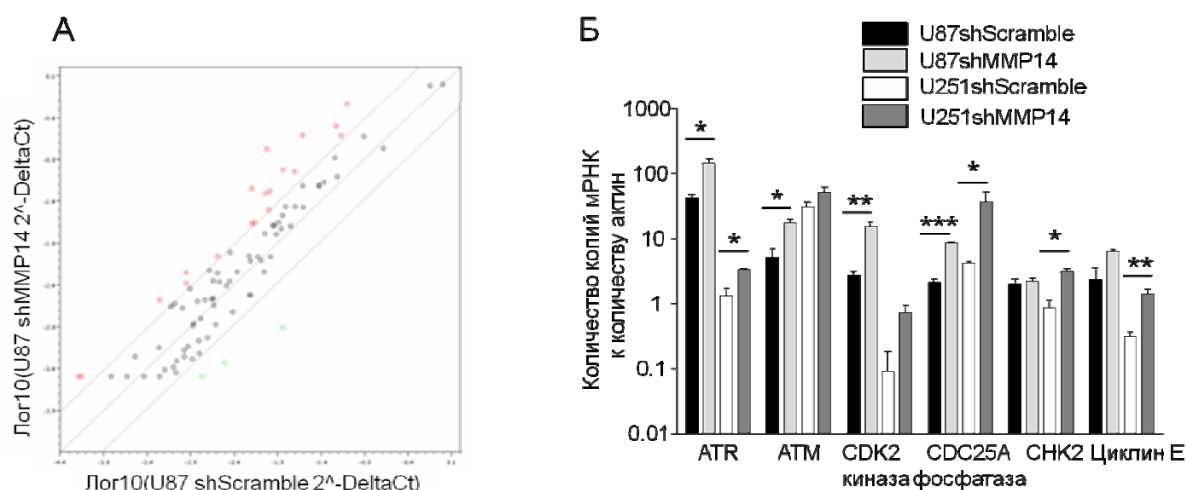 А
Лог10(U87 shMMP14 2^-DeltaCt)
Лог10(U87 shScramble 2^-DeltaCt)
Б
U87shScramble
U87shMMP14
U251shScramble
U251shMMP14
Количество копий мРНК
к количеству актин
1000
100
10
1
0.1
0.01
* * * * ** *** * * **
ATR ATM CDK2 CDC25A CHK2 Циклин Е
киназа фосфатаза